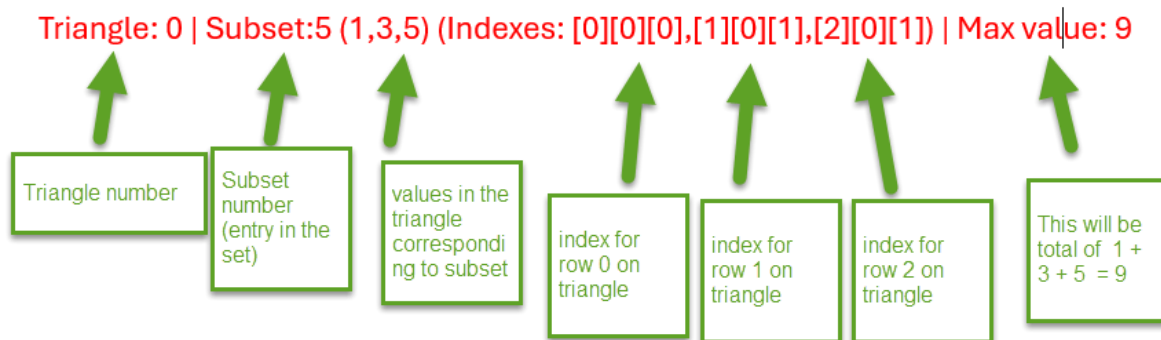 Triangle: 0 | Subset:5 (1,3,5) (Indexes: [0][0][0],[1][0][1],[2][0][1]) | Max value: 9
Triangle number
Subset
number
(entry in the
set)
values in the
triangle
correspondi
ng to subset
index for
row 0 on
triangle
index for
row 1 on
triangle
index for
row 2 on
triangle
This will be
total of  1 +
3 + 5  = 9